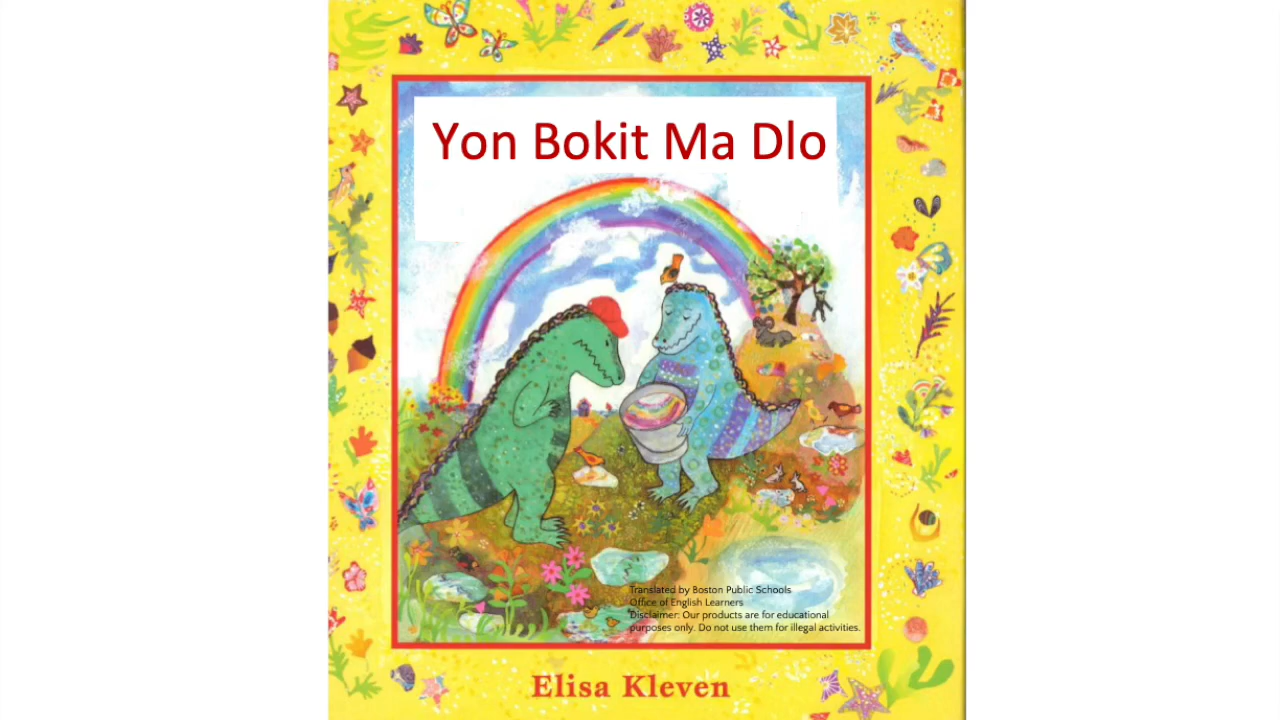 Yon Bokit Ma Dlo
Translated by Boston Public Schools
Office of English Learners
Disclaimer: Our products are for educational
purposes only. Do not use them for illegal activities.
Elisa Kleven